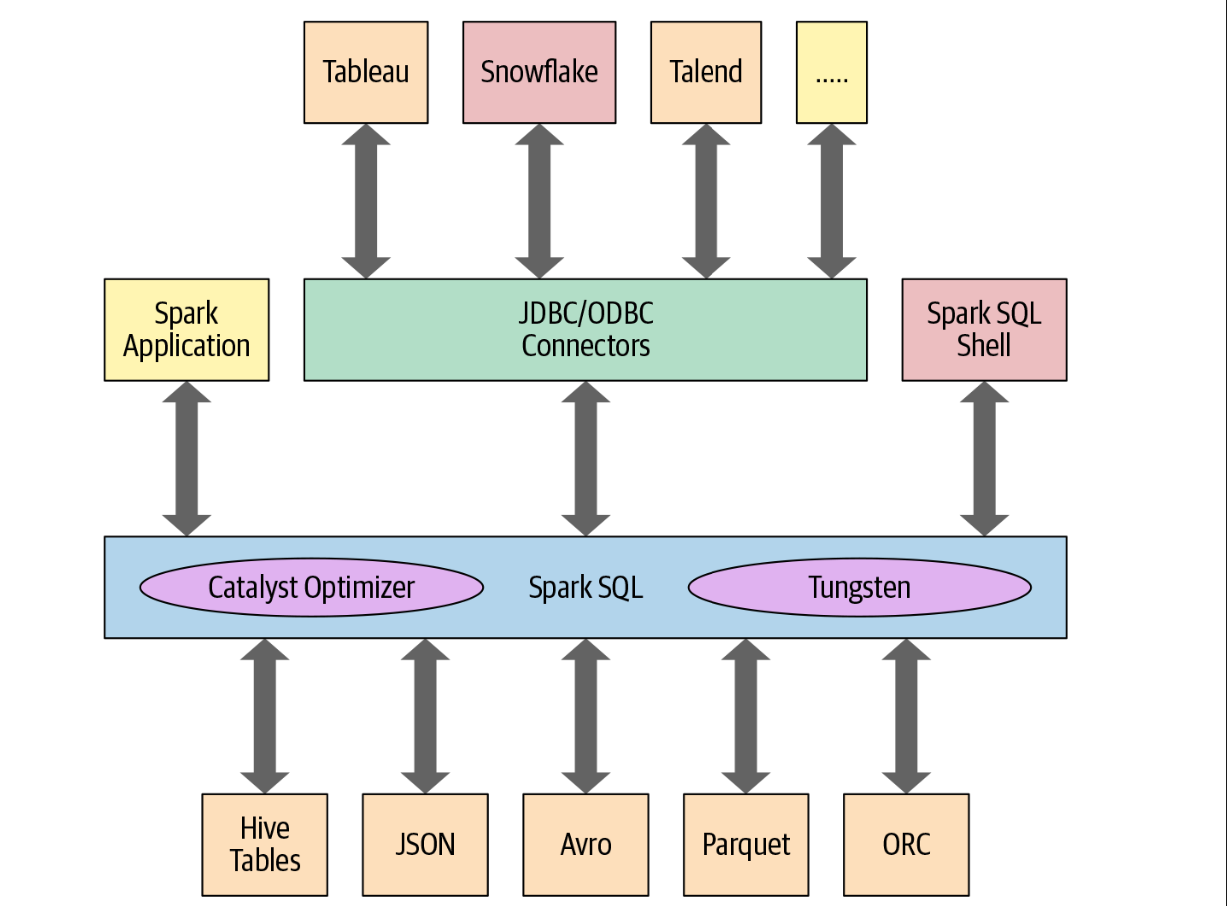 Tableau
Snowflake
Talend
.....
Spark
Application
JDBC/ODBC
Connectors
Spark SQL
Shell
Catalyst Optimizer
Spark SQL
Tungsten
Hive
Tables
JSON
Avro
Parquet
ORC